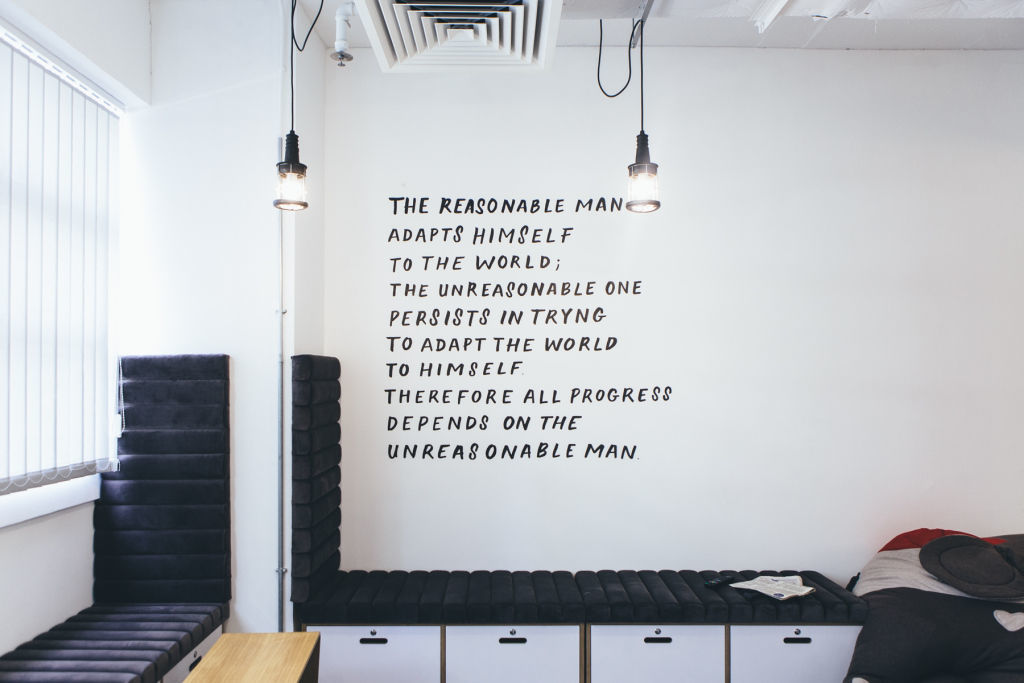 THE REASONABLE MAN
ADAPTS HIMSELF
TO THE WORLD;
THE UNREASONABLE ONE
PERSISTS IN TRYNG
TO ADAPT THE WORLD
TO HIMSELF.
THEREFORE ALL PROGRESS
DEPENDS ON THE
UNREASONABLE MAN.